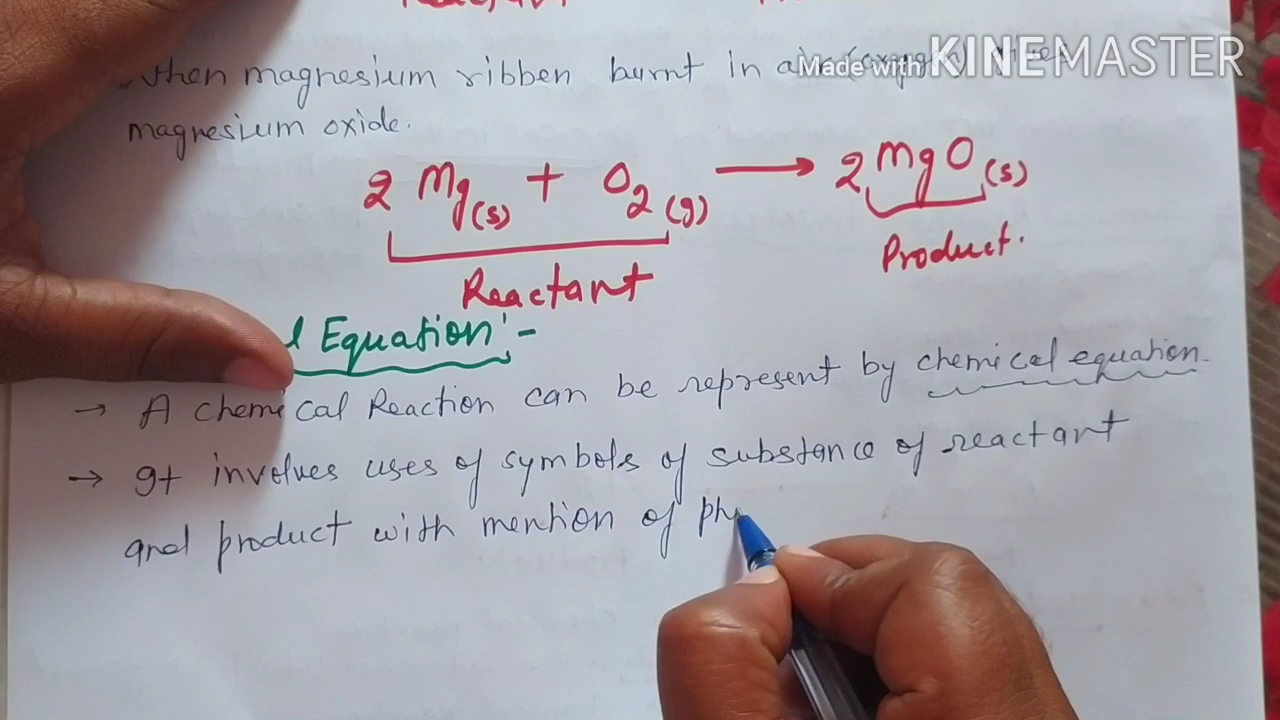 When magnesium ribben burnt in air
Made with KINEMASTER
magnesium oxide.
2 Mg(s) + O2(g) → 2 MgO(s)
Reactant
Product.
Equation :-
→ A chemical Reaction can be represent by chemical equation
→ It involves uses of symbols of substance of reactant
and product with mention of ph